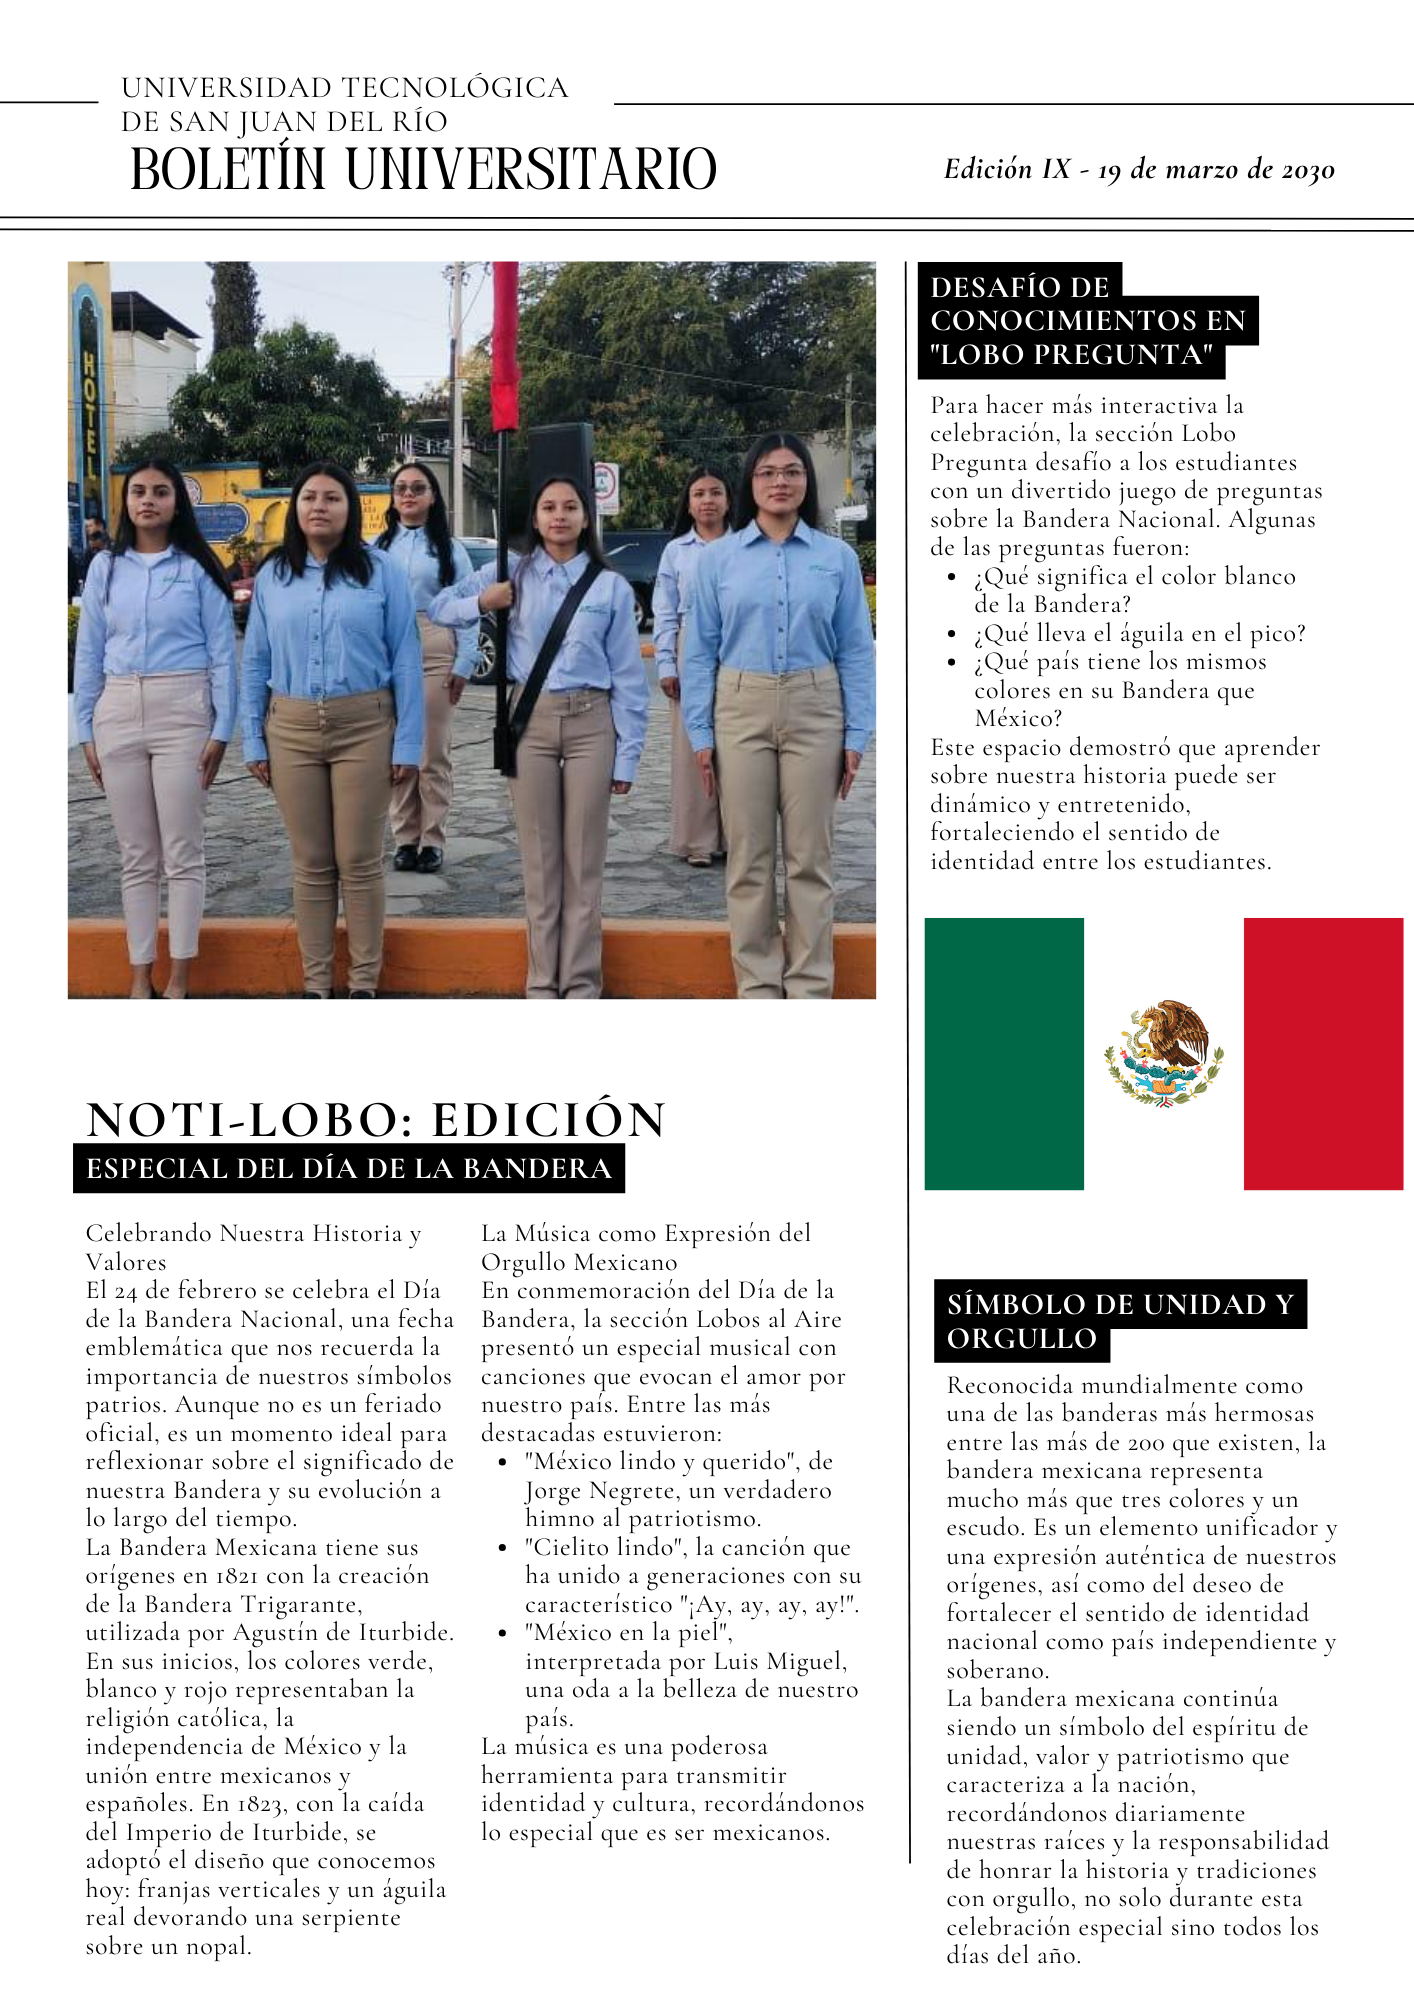 UNIVERSIDAD TECNOLÓGICA
DE SAN JUAN DEL RÍO
BOLETÍN UNIVERSITARIO
Edición IX - 19 de marzo de 2030
HOTEL
DESAFÍO DE
CONOCIMIENTOS EN
"LOBO PREGUNTA"
Para hacer más interactiva la
celebración, la sección Lobo
Pregunta desafío a los estudiantes
con un divertido juego de preguntas
sobre la Bandera Nacional. Algunas
de las preguntas fueron:
• ¿Qué significa el color blanco
de la Bandera?
• ¿Qué lleva el águila en el pico?
• ¿Qué país tiene los mismos
colores en su Bandera que
México?
Este espacio demostró que aprender
sobre nuestra historia puede ser
dinámico y entretenido,
fortaleciendo el sentido de
identidad entre los estudiantes.
NOTI-LOBO: EDICIÓN
ESPECIAL DEL DÍA DE LA BANDERA
Celebrando Nuestra Historia y
Valores
El 24 de febrero se celebra el Día
de la Bandera Nacional, una fecha
emblemática que nos recuerda la
importancia de nuestros símbolos
patrios. Aunque no es un feriado
oficial, es un momento ideal para
reflexionar sobre el significado de
nuestra Bandera y su evolución a
lo largo del tiempo.
La Bandera Mexicana tiene sus
orígenes en 1821 con la creación
de la Bandera Trigarante,
utilizada por Agustín de Iturbide.
En sus inicios, los colores verde,
blanco y rojo representaban la
religión católica, la
independencia de México y la
unión entre mexicanos y
españoles. En 1823, con la caída
del Imperio de Iturbide, se
adoptó el diseño que conocemos
hoy: franjas verticales y un águila
real devorando una serpiente
sobre un nopal.
La Música como Expresión del
Orgullo Mexicano
En conmemoración del Día de la
Bandera, la sección Lobos al Aire
presentó un especial musical con
canciones que evocan el amor por
nuestro país. Entre las más
destacadas estuvieron:
• "México lindo y querido", de
Jorge Negrete, un verdadero
himno al patriotismo.
• "Cielito lindo", la canción que
ha unido a generaciones con su
característico "¡Ay, ay, ay, ay!".
• "México en la piel",
interpretada por Luis Miguel,
una oda a la belleza de nuestro
país.
La música es una poderosa
herramienta para transmitir
identidad y cultura, recordándonos
lo especial que es ser mexicanos.
SÍMBOLO DE UNIDAD Y
ORGULLO
Reconocida mundialmente como
una de las banderas más hermosas
entre las más de 200 que existen, la
bandera mexicana representa
mucho más que tres colores y un
escudo. Es un elemento unificador y
una expresión auténtica de nuestros
orígenes, así como del deseo de
fortalecer el sentido de identidad
nacional como país independiente y
soberano.
La bandera mexicana continúa
siendo un símbolo del espíritu de
unidad, valor y patriotismo que
caracteriza a la nación,
recordándonos diariamente
nuestras raíces y la responsabilidad
de honrar la historia y tradiciones
con orgullo, no solo durante esta
celebración especial sino todos los
días del año.